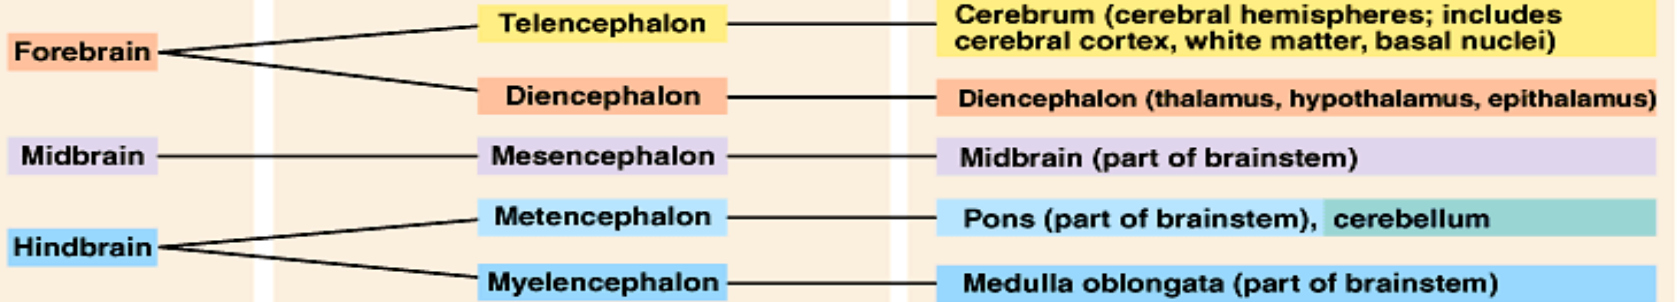 Forebrain
Telencephalon
Cerebrum (cerebral hemispheres; includes
cerebral cortex, white matter, basal nuclei)
Diencephalon
Diencephalon (thalamus, hypothalamus, epithalamus)
Midbrain
Mesencephalon
Midbrain (part of brainstem)
Hindbrain
Metencephalon
Pons (part of brainstem), cerebellum
Myelencephalon
Medulla oblongata (part of brainstem)